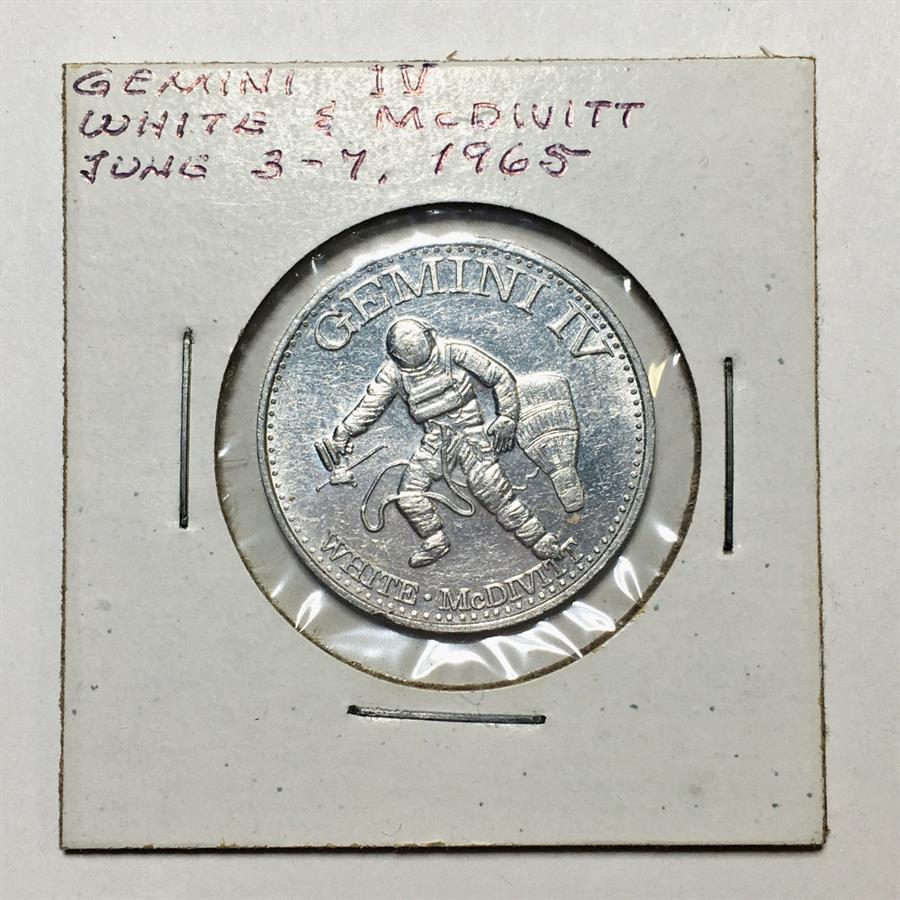 GEMINI IV
WHITE & McDIVITT
JUNE 3-7, 1965
GEMINI IV
WHITE · McDIVITT